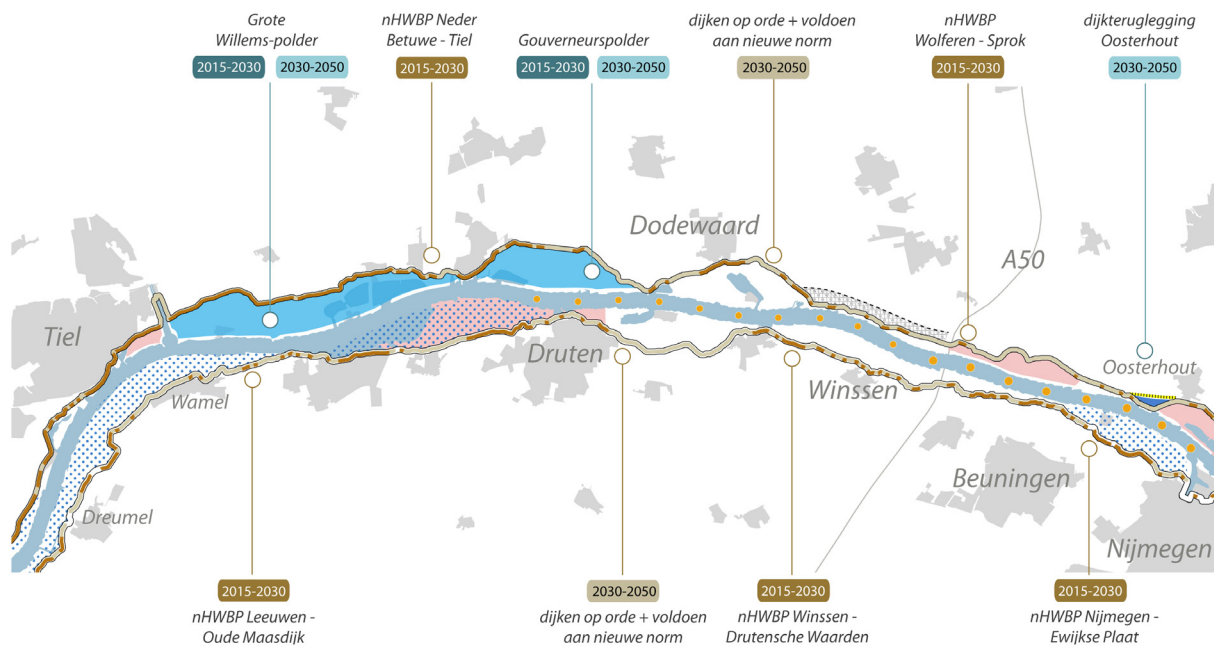 Grote
Willems-polder
2015-2030
2030-2050
nHWBP Neder
Betuwe - Tiel
2015-2030
Gouverneurspolder
2015-2030
2030-2050
dijken op orde + voldoen
aan nieuwe norm
2030-2050
nHWBP
Wolferen - Sprok
2015-2030
dijkteruglegging
Oosterhout
2030-2050
Dodewaard
A50
Tiel
Druten
Oosterhout
Wamel
Winssen
Beuningen
Dreumel
Nijmegen
2015-2030
nHWBP Leeuwen -
Oude Maasdijk
2030-2050
dijken op orde + voldoen
aan nieuwe norm
2015-2030
nHWBP Winssen -
Drutensche Waarden
2015-2030
nHWBP Nijmegen -
Ewijkse Plaat